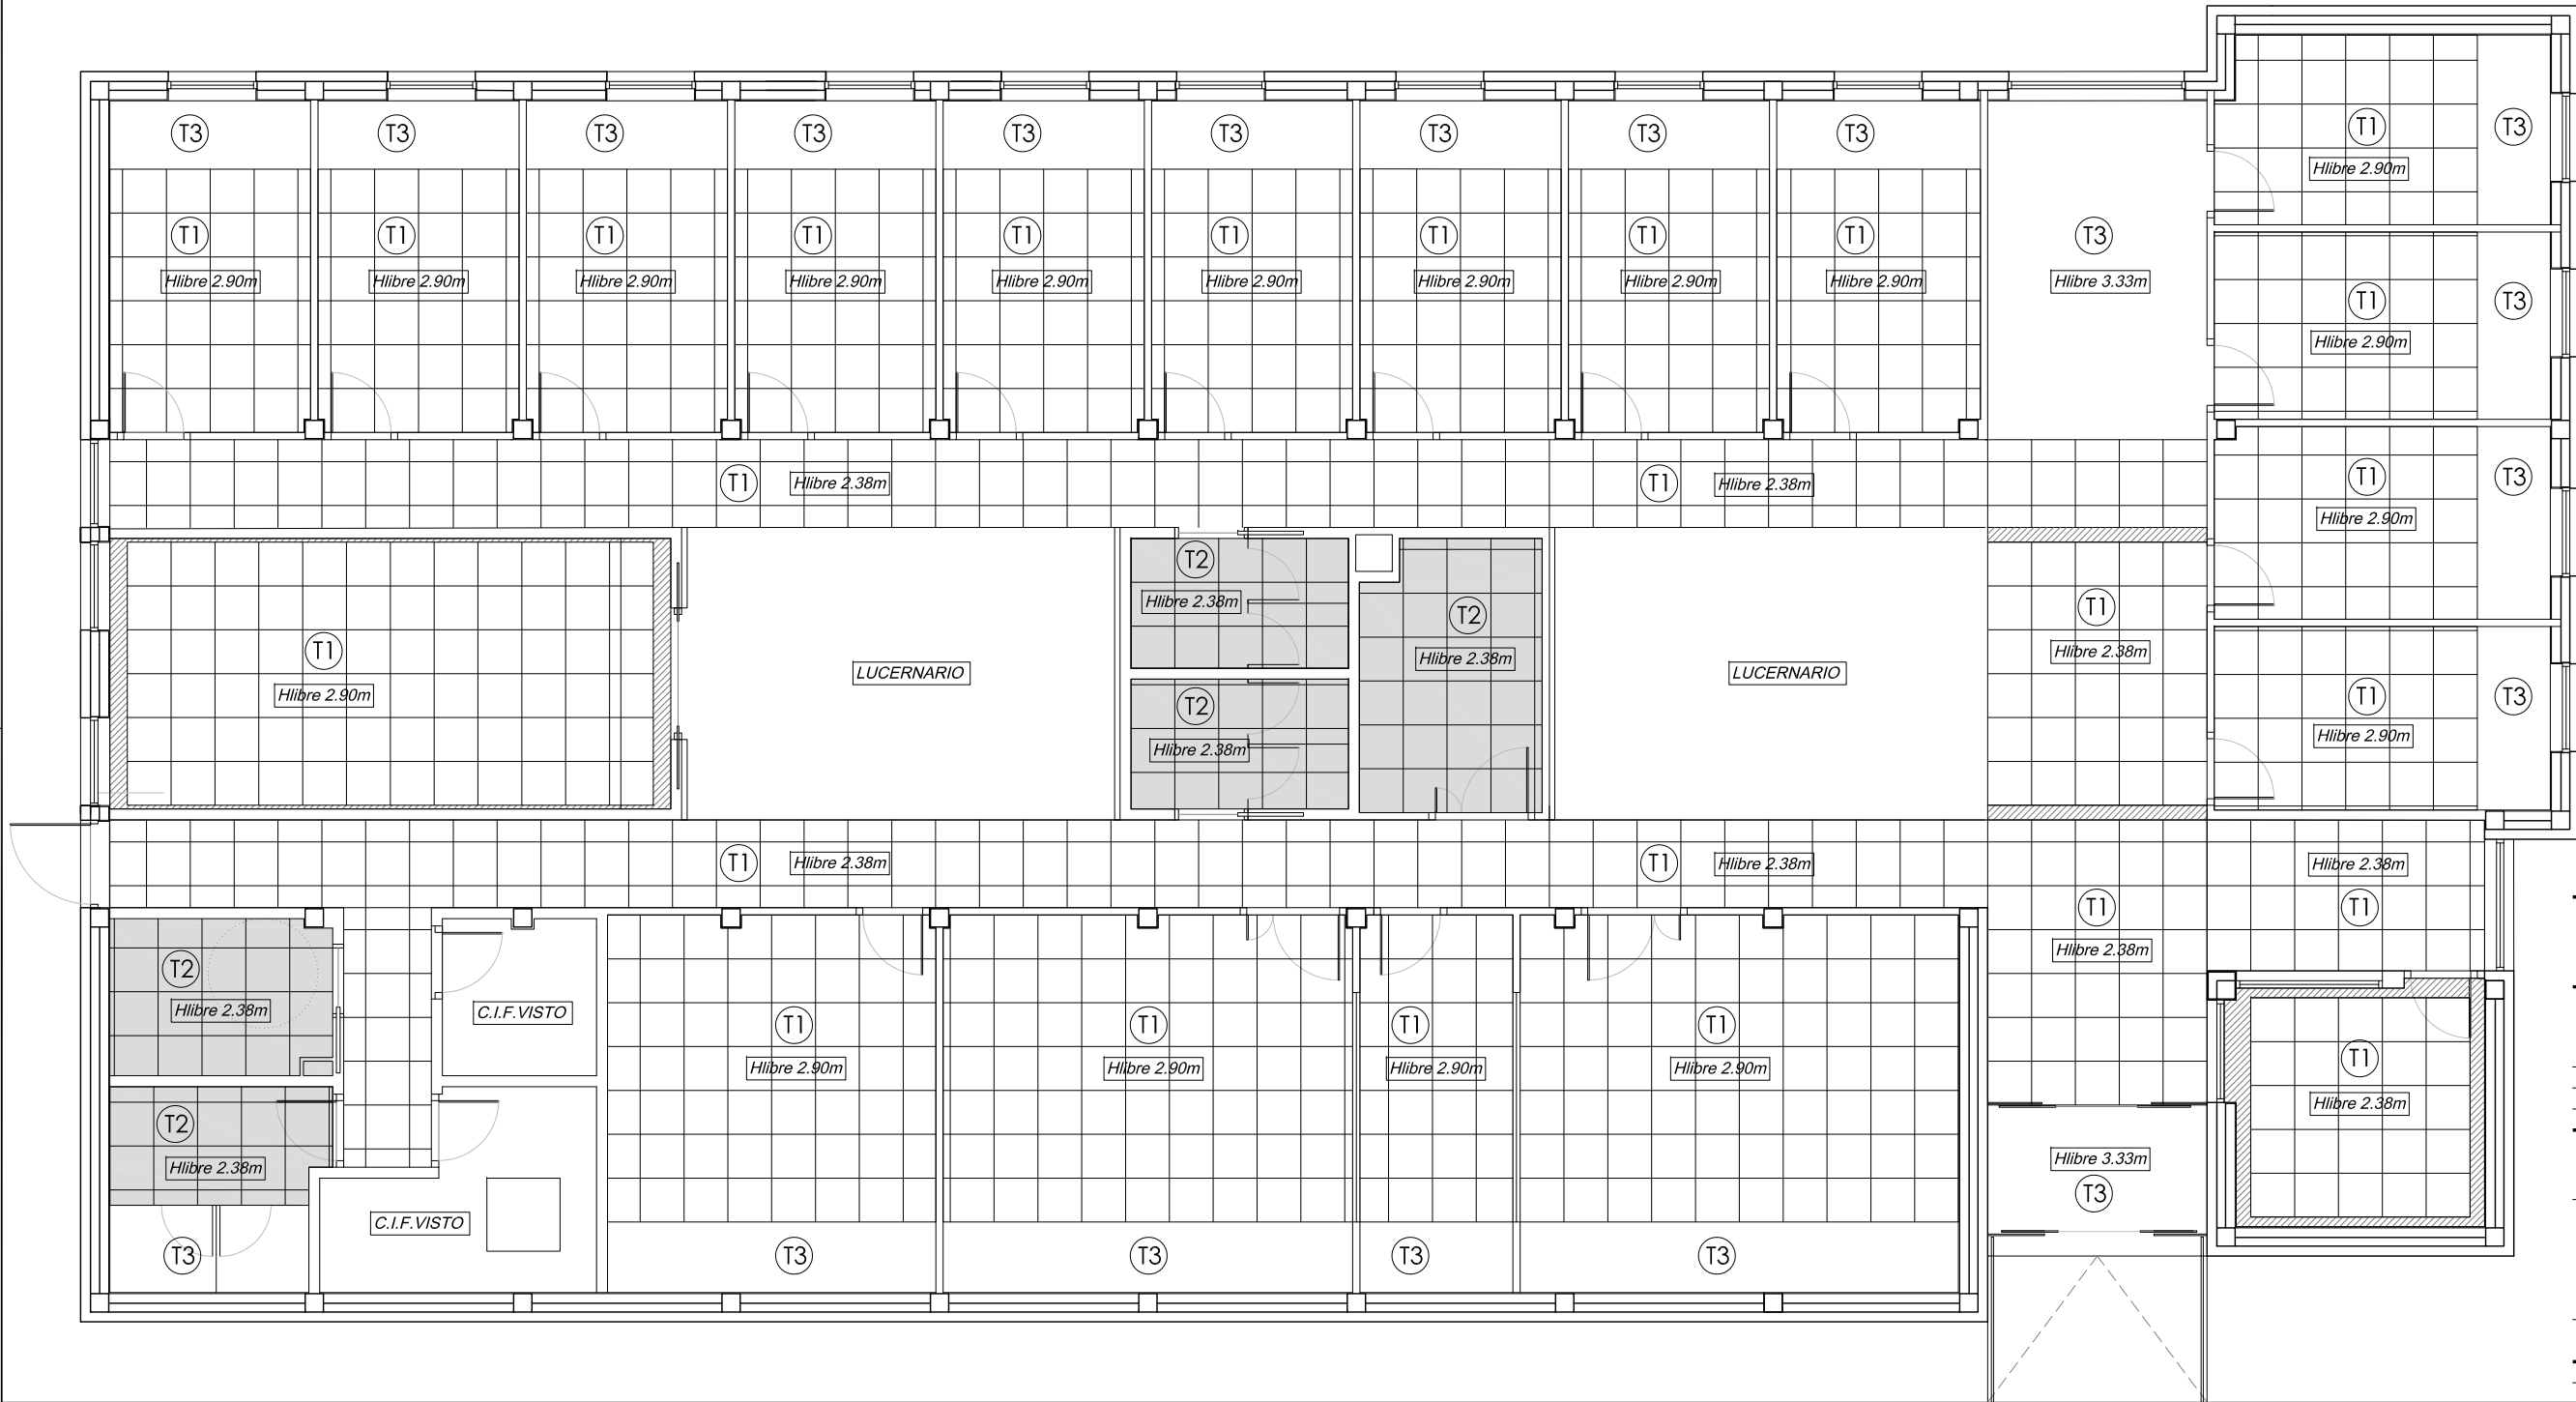 T3 T3 T3 T3 T3 T3 T3 T3 T3 T1 T3
Hlibre 2.90m
T1 T1 T1 T1 T1 T1 T1 T1 T1 T3
Hlibre 2.90m Hlibre 2.90m Hlibre 2.90m Hlibre 2.90m Hlibre 2.90m Hlibre 2.90m Hlibre 2.90m Hlibre 2.90m Hlibre 2.90m Hlibre 3.33m
T1 T3
Hlibre 2.90m
T1 Hlibre 2.38m T1 Hlibre 2.38m T1 T3
Hlibre 2.90m
T2
Hlibre 2.38m
T2 T1
Hlibre 2.38m Hlibre 2.38m
T1
Hlibre 2.90m
LUCERNARIO LUCERNARIO
T2 T1 T3
Hlibre 2.38m Hlibre 2.90m
T1 Hlibre 2.38m T1 Hlibre 2.38m Hlibre 2.38m
T1 T1
Hlibre 2.38m
T2
Hlibre 2.38m C.I.F.VISTO
T1 T1 T1 T1 T1
Hlibre 2.90m Hlibre 2.90m Hlibre 2.90m Hlibre 2.90m Hlibre 2.38m
T2
Hlibre 2.38m Hlibre 3.33m
T3
C.I.F.VISTO
T3 T3 T3 T3 T3